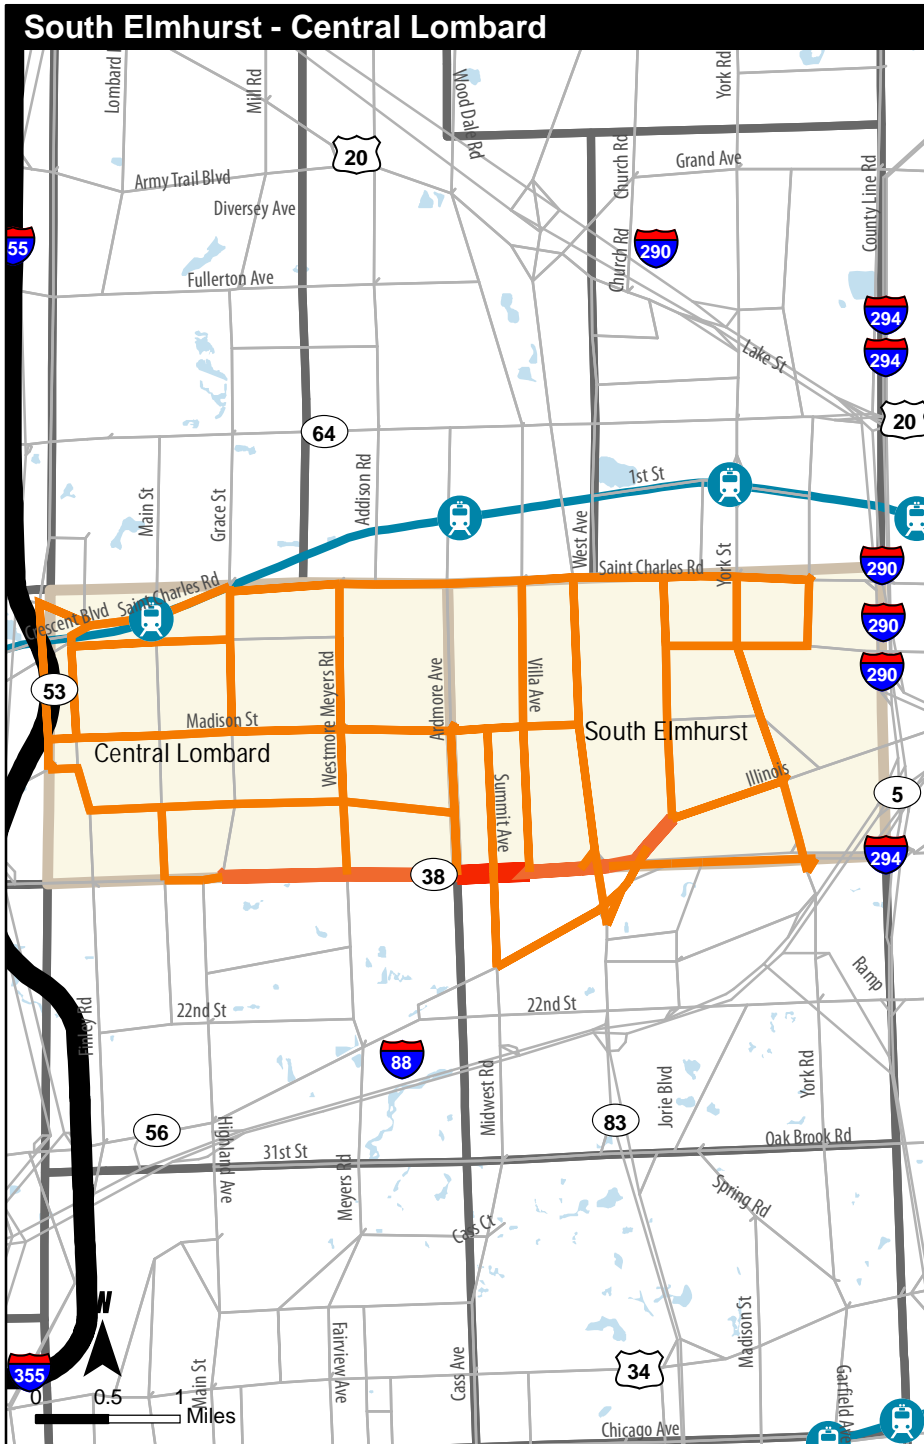 South Elmhurst - Central Lombard
Lombard
Mill Rd
Wood Dale Rd
York Rd
Church Rd
20
Grand Ave
Army Trail Blvd
Diversey Ave
County Line Rd
55
Church Rd
290
Fullerton Ave
294
294
Lake St
20
64
Addison Rd
1st St
Main St
Grace St
West Ave
York St
Saint Charles Rd
290
Saint Charles Rd
Crescent Blvd
290
290
53
Westmore Meyers Rd
Ardmore Ave
Villa Ave
Madison St
South Elmhurst
Central Lombard
Illinois
5
Summit Ave
294
38
Ramp
22nd St
22nd St
Finley Rd
88
Midwest Rd
Jorie Blvd
York Rd
83
56
Highland Ave
31st St
Oak Brook Rd
Meyers Rd
Spring Rd
Cass Ct
N
Madison St
Fairview Ave
Main St
Cass Ave
34
Garfield Ave
355
0 0.5 1
Miles
Chicago Ave